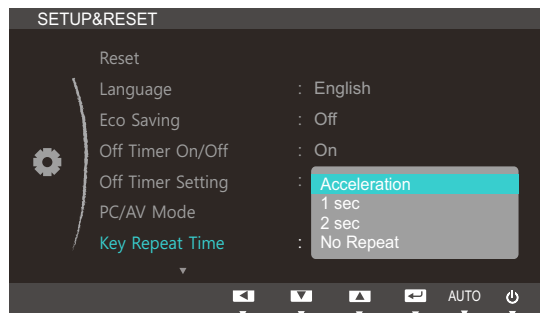 SETUP&RESET
Reset
Language : English
Eco Saving : Off
Off Timer On/Off : On
Off Timer Setting :
Acceleration
1 sec
2 sec
PC/AV Mode
Key Repeat Time : No Repeat
AUTO